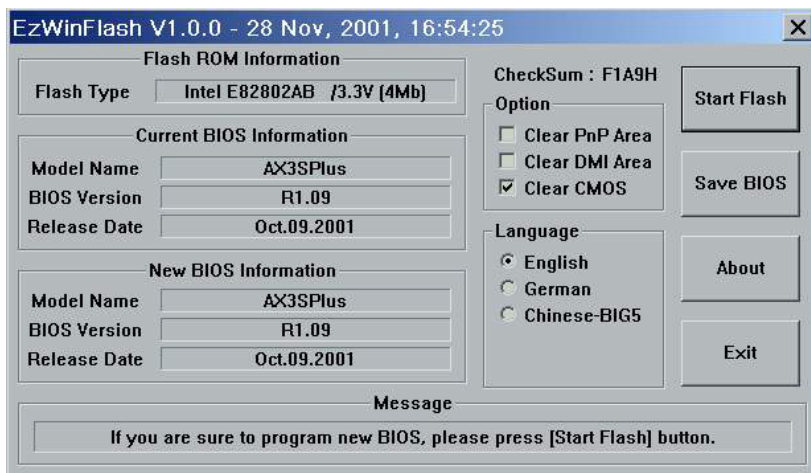 EzWinFlash V1.0.0 - 28 Nov, 2001, 16:54:25
Flash ROM Information
Flash Type Intel E82802AB /3.3V (4Mb)
Current BIOS Information
Model Name AX3SPlus
BIOS Version R1.09
Release Date Oct.09.2001
New BIOS Information
Model Name AX3SPlus
BIOS Version R1.09
Release Date Oct.09.2001
CheckSum : F1A9H
Option
Clear PnP Area
Clear DMI Area
Clear CMOS
Language
English
German
Chinese-BIG5
Start Flash
Save BIOS
About
Exit
Message
If you are sure to program new BIOS, please press [Start Flash] button.